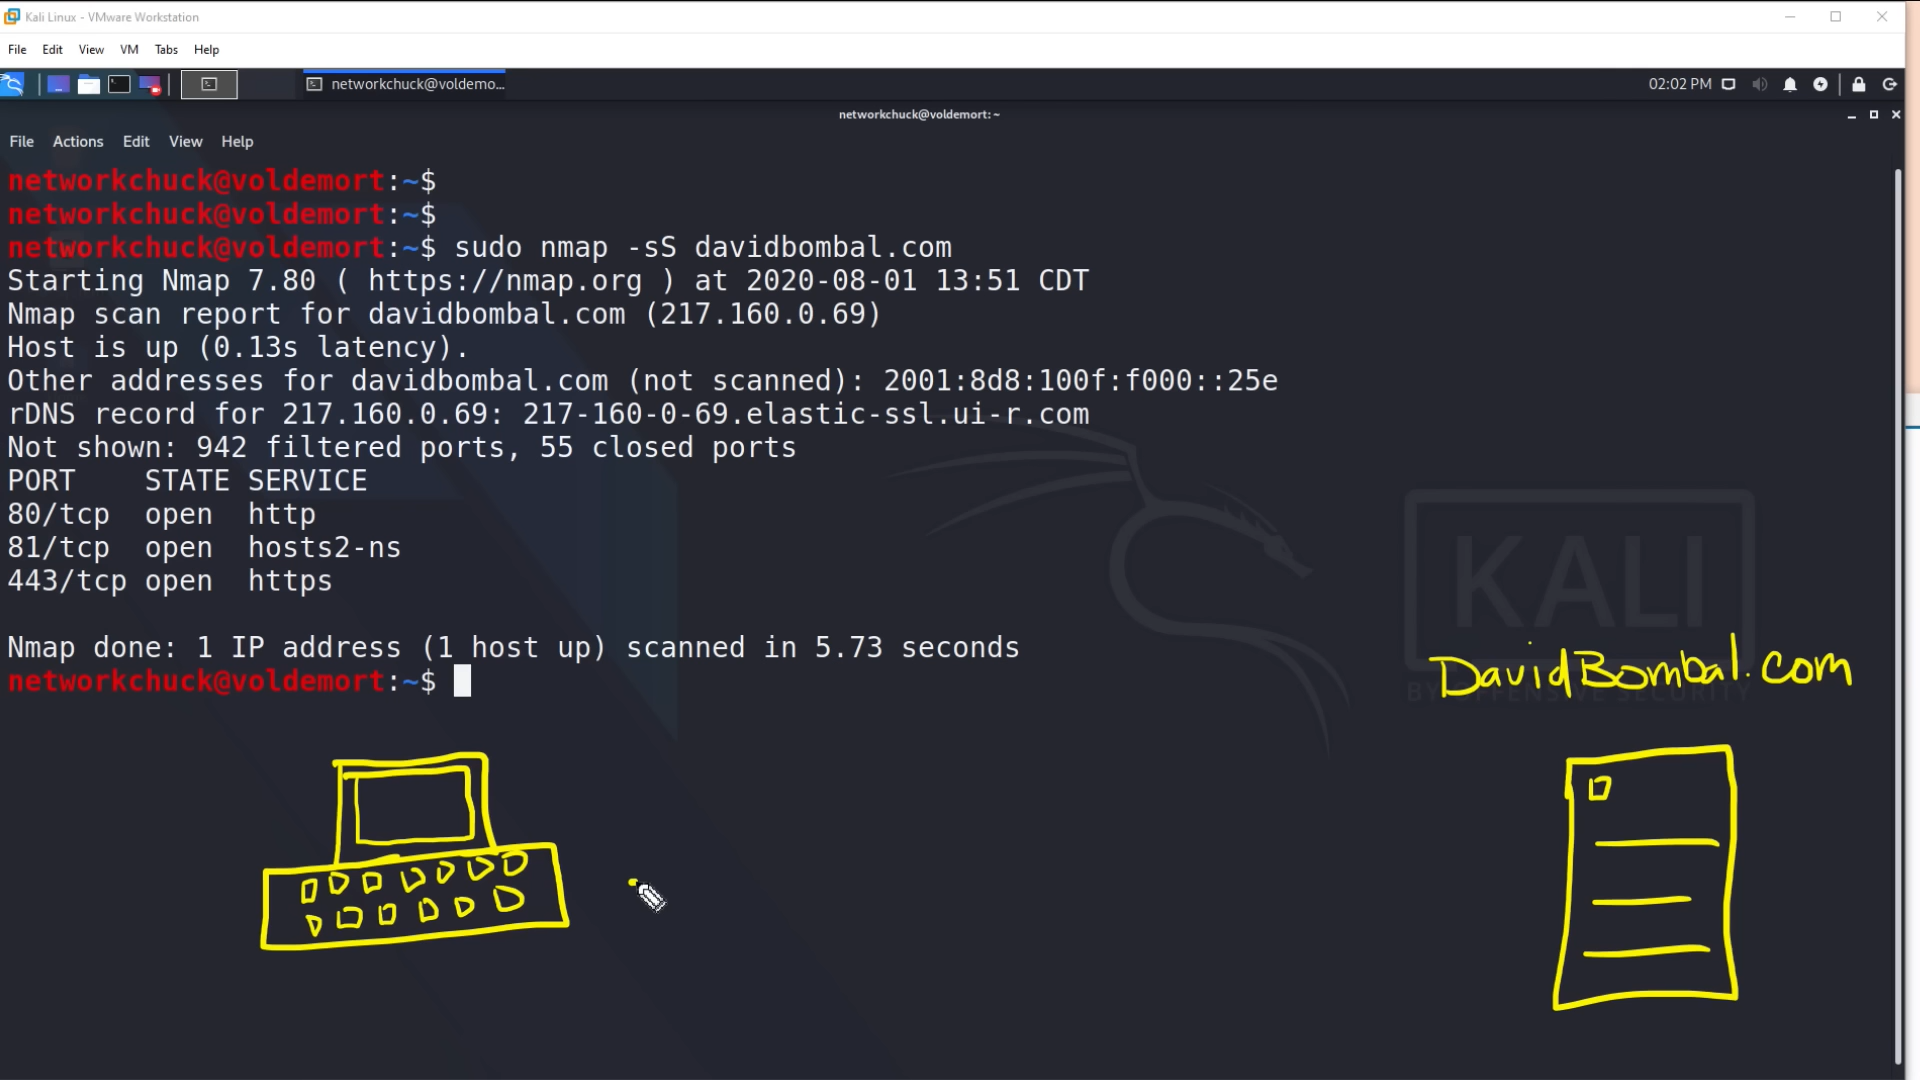 Kali Linux - VMware Workstation
File Edit View VM Tabs Help
networkchuck@voldemo... 02:02 PM
networkchuck@voldemort: ~
File Actions Edit View Help
networkchuck@voldemort:~$
networkchuck@voldemort:~$
networkchuck@voldemort:~$ sudo nmap -sS davidbombal.com
Starting Nmap 7.80 ( https://nmap.org ) at 2020-08-01 13:51 CDT
Nmap scan report for davidbombal.com (217.160.0.69)
Host is up (0.13s latency).
Other addresses for davidbombal.com (not scanned): 2001:8d8:100f:f000::25e
rDNS record for 217.160.0.69: 217-160-0-69.elastic-ssl.ui-r.com
Not shown: 942 filtered ports, 55 closed ports
PORT STATE SERVICE
80/tcp open http
81/tcp open hosts2-ns
443/tcp open https
Nmap done: 1 IP address (1 host up) scanned in 5.73 seconds
networkchuck@voldemort:~$
KALI
BY OFFENSIVE SECURITY
DavidBombal.com